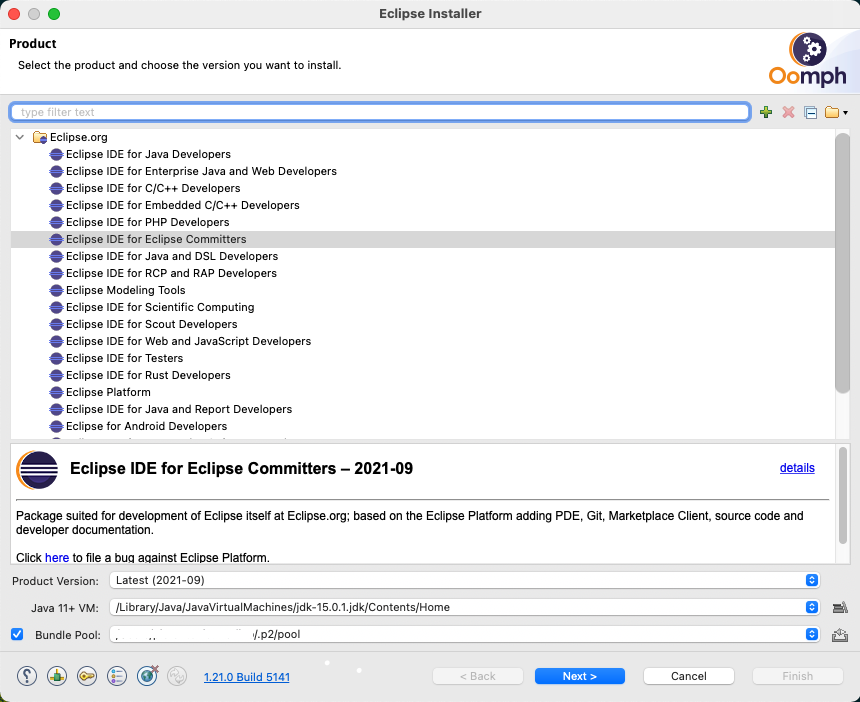 Eclipse Installer
Product
Select the product and choose the version you want to install.
Oomph
type filter text
Eclipse.org
Eclipse IDE for Java Developers
Eclipse IDE for Enterprise Java and Web Developers
Eclipse IDE for C/C++ Developers
Eclipse IDE for Embedded C/C++ Developers
Eclipse IDE for PHP Developers
Eclipse IDE for Eclipse Committers
Eclipse IDE for Java and DSL Developers
Eclipse IDE for RCP and RAP Developers
Eclipse Modeling Tools
Eclipse IDE for Scientific Computing
Eclipse IDE for Scout Developers
Eclipse IDE for Web and JavaScript Developers
Eclipse IDE for Testers
Eclipse IDE for Rust Developers
Eclipse Platform
Eclipse IDE for Java and Report Developers
Eclipse for Android Developers
Eclipse IDE for Eclipse Committers – 2021-09 details
Package suited for development of Eclipse itself at Eclipse.org; based on the Eclipse Platform adding PDE, Git, Marketplace Client, source code and
developer documentation.
Click here to file a bug against Eclipse Platform.
Product Version: Latest (2021-09)
Java 11+ VM: /Library/Java/JavaVirtualMachines/jdk-15.0.1.jdk/Contents/Home
Bundle Pool: /.p2/pool
1.21.0 Build 5141 < Back Next > Cancel Finish